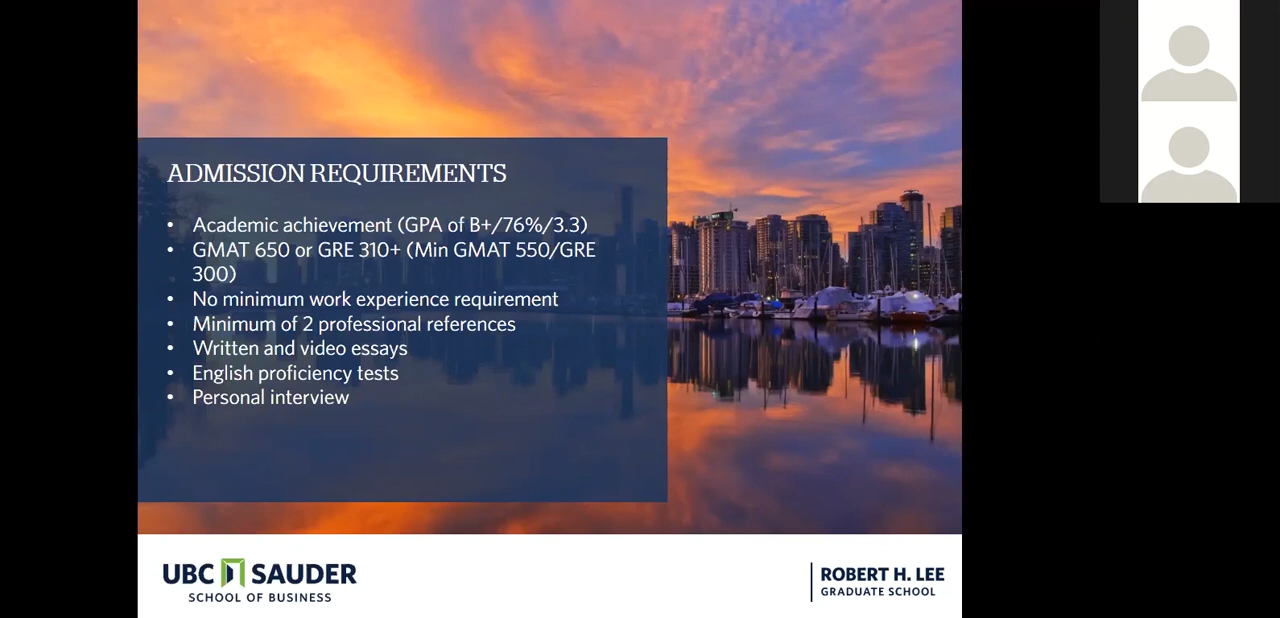 ADMISSION REQUIREMENTS
• Academic achievement (GPA of B+/76%/3.3)
• GMAT 650 or GRE 310+ (Min GMAT 550/GRE
300)
• No minimum work experience requirement
• Minimum of 2 professional references
• Written and video essays
• English proficiency tests
• Personal interview
UBC SAUDER
SCHOOL OF BUSINESS
ROBERT H. LEE
GRADUATE SCHOOL